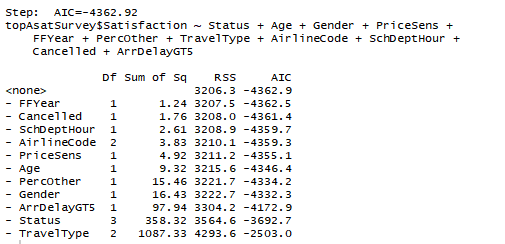 Step:  AIC=-4362.92
topAsatSurvey$Satisfaction ~ Status + Age + Gender + PriceSens +
    FFYear + PercOther + TravelType + AirlineCode + SchDeptHour +
    Cancelled + ArrDelayGT5

              Df Sum of Sq    RSS     AIC
<none>                     3206.3 -4362.9
- FFYear       1      1.24 3207.5 -4362.5
- Cancelled    1      1.76 3208.0 -4361.4
- SchDeptHour  1      2.61 3208.9 -4359.7
- AirlineCode  2      3.83 3210.1 -4359.3
- PriceSens    1      4.92 3211.2 -4355.1
- Age          1      9.32 3215.6 -4346.4
- PercOther    1     15.46 3221.7 -4334.2
- Gender       1     16.43 3222.7 -4332.3
- ArrDelayGT5  1     97.94 3304.2 -4172.9
- Status       3    358.32 3564.6 -3692.7
- TravelType   2   1087.33 4293.6 -2503.0